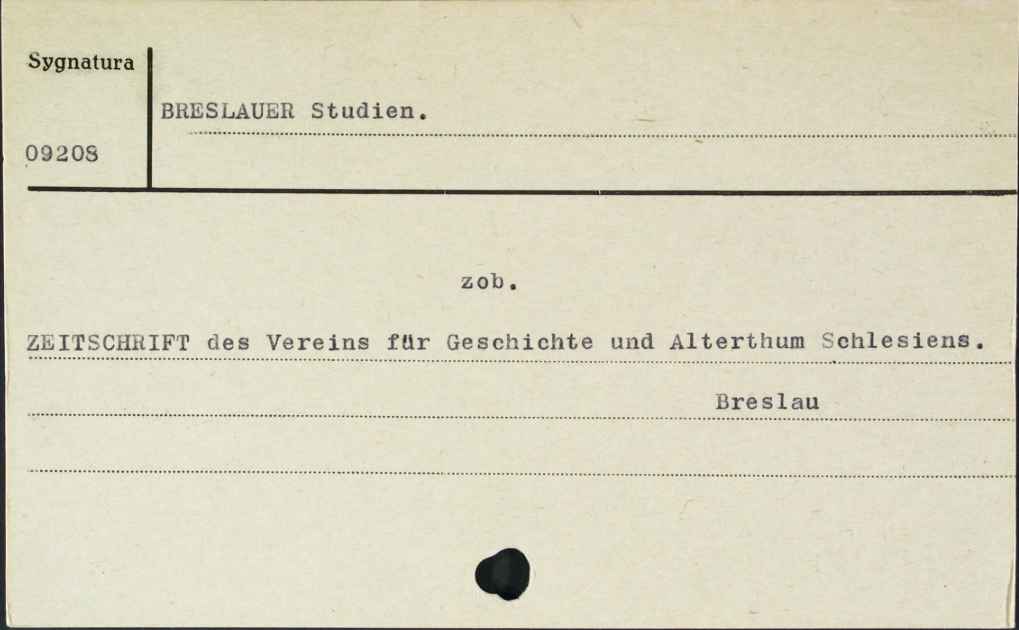 Sygnatura
BRESLAUER Studien.
09208
zob.
ZEITSCHRIFT des Vereins für Geschichte und Alterthum Schlesiens.
Breslau